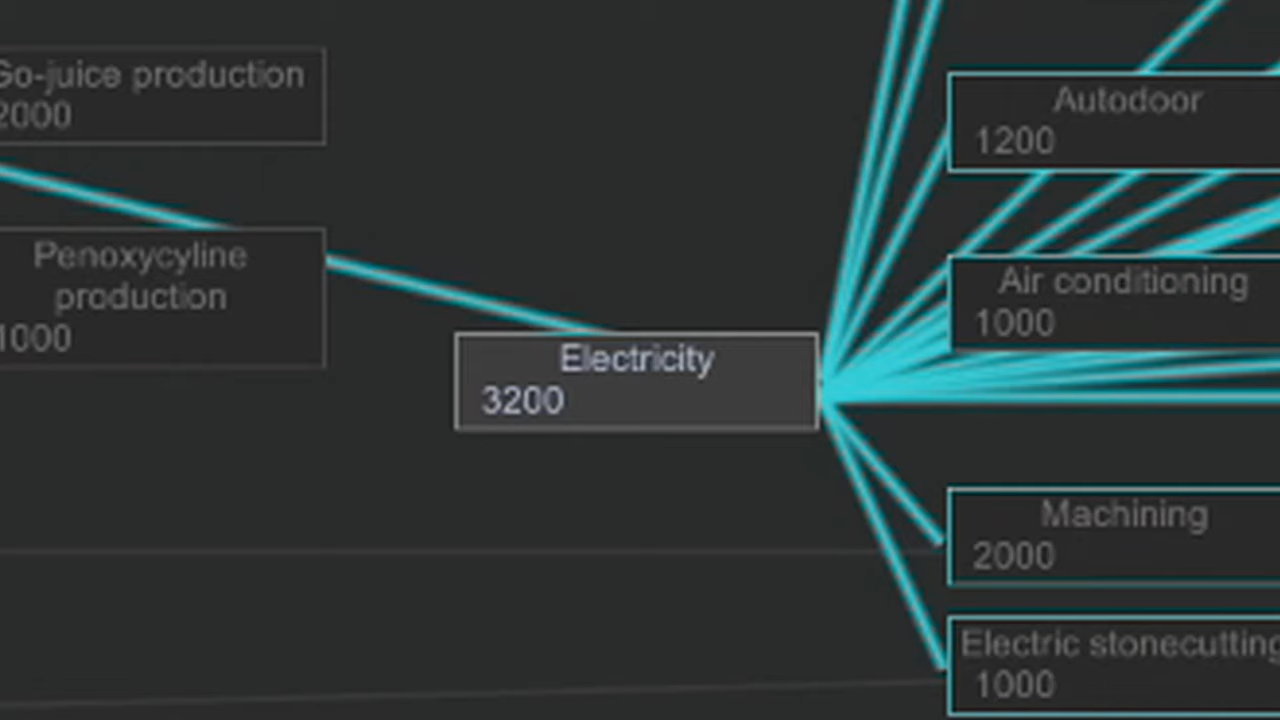 Go-juice production
2000
Penoxycyline
production
1000
Electricity
3200
Autodoor
1200
Air conditioning
1000
Machining
2000
Electric stonecutting
1000